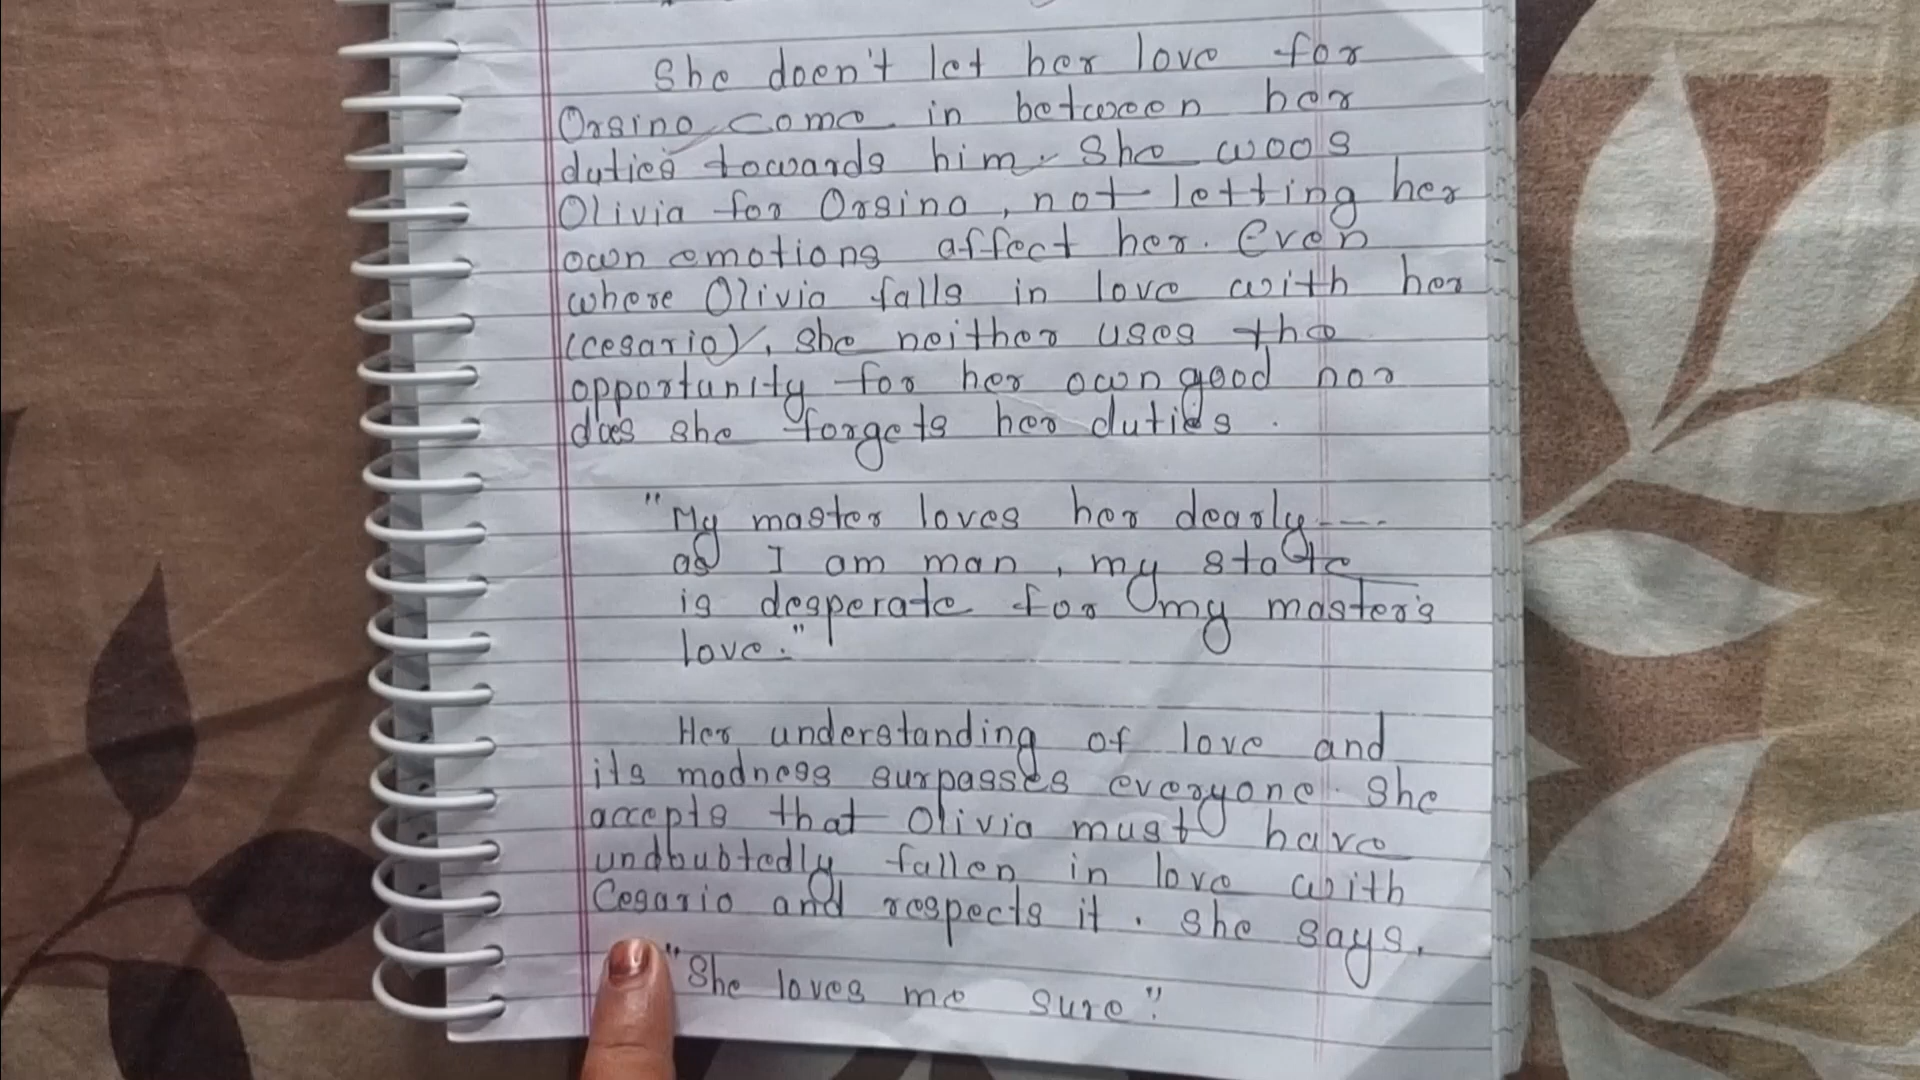 She doen't let her love for
Orsino come in between her
duties towards him. She woos
Olivia for Orsino, not letting her
own emotions affect her. Even
where Olivia falls in love with her
(cesario), she neither uses the
opportunity for her own good nor
does she forgets her duties.
"My master loves her dearly----
as I am man, my state
is desperate for my master's
love."
Her understanding of love and
its madness surpasses everyone. She
accepts that Olivia must have
undoubtedly fallen in love with
Cesario and respects it. She says,
"She loves me sure".